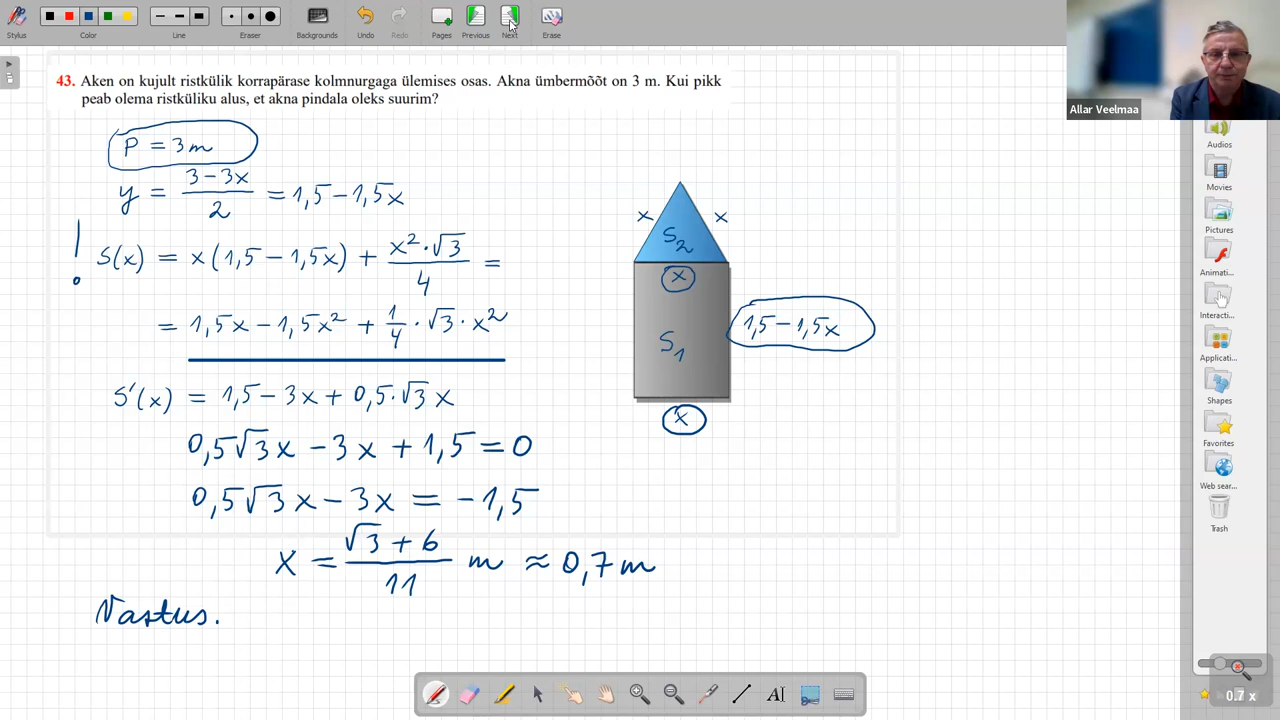 Stylus
Color
Line
Eraser
Backgrounds
Undo
Redo
Pages
Previous
Next
Erase
43. Aken on kujult ristkülik korrapärase kolmnurgaga ülemises osas. Akna ümbermõõt on 3 m. Kui pikk
peab olema ristküliku alus, et akna pindala oleks suurim?
P = 3m
y = (3 - 3x)/2 = 1,5 - 1,5x
! S(x) = x(1,5 - 1,5x) + (x² · √3)/4 =
= 1,5x - 1,5x² + 1/4 · √3 · x²
S'(x) = 1,5 - 3x + 0,5 · √3 x
0,5√3 x - 3x + 1,5 = 0
0,5√3 x - 3x = -1,5
x = (√3 + 6)/11 m ≈ 0,7 m
Vastus.
x x
S₂
x
S₁
1,5 - 1,5x
x
Allar Veelmaa
Audios
Movies
Pictures
Animati...
Interacti...
Applicati...
Shapes
Favorites
Web sear...
Trash
0.7 x
AI